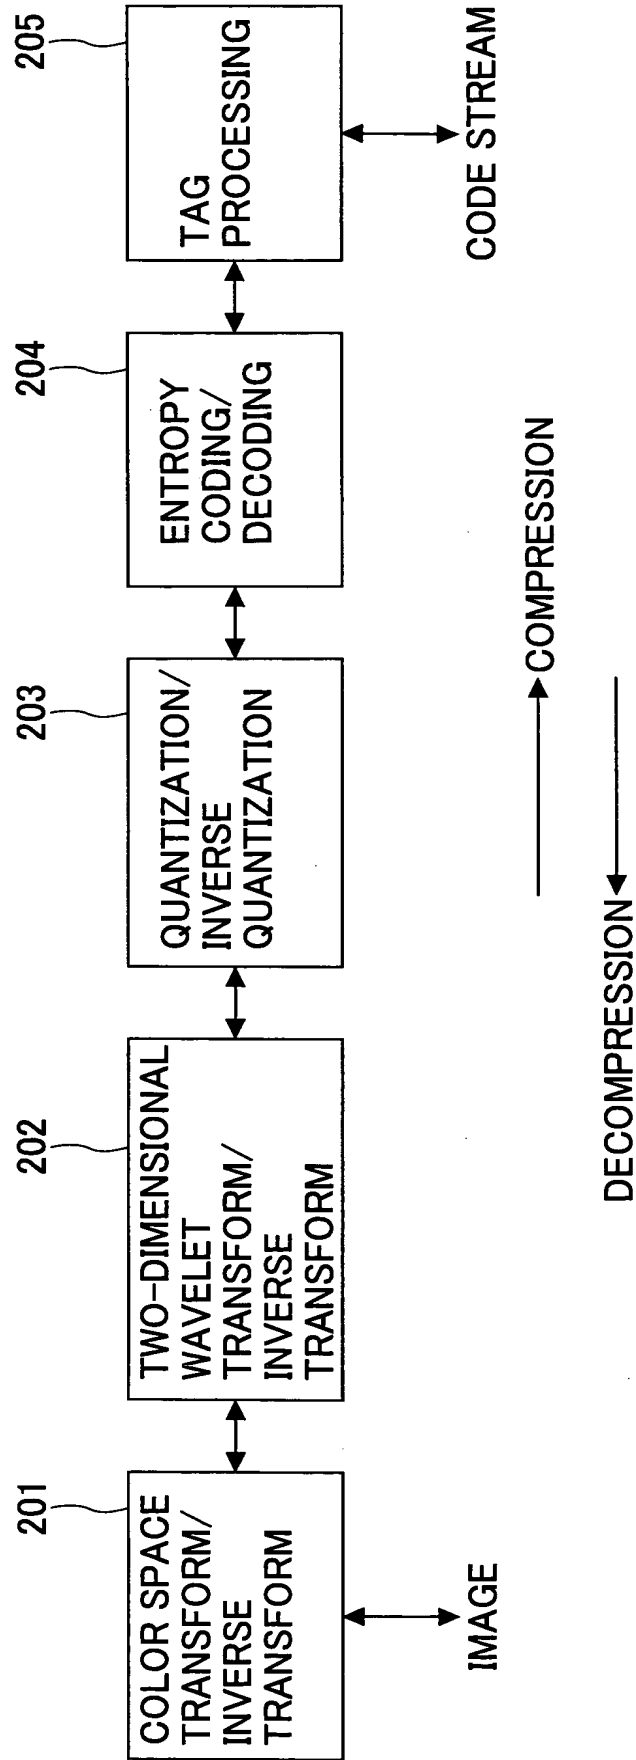 201
COLOR SPACE
TRANSFORM/
INVERSE
TRANSFORM
IMAGE
202
TWO-DIMENSIONAL
WAVELET
TRANSFORM/
INVERSE
TRANSFORM
203
QUANTIZATION/
INVERSE
QUANTIZATION
204
ENTROPY
CODING/
DECODING
205
TAG
PROCESSING
CODE STREAM
COMPRESSION
DECOMPRESSION